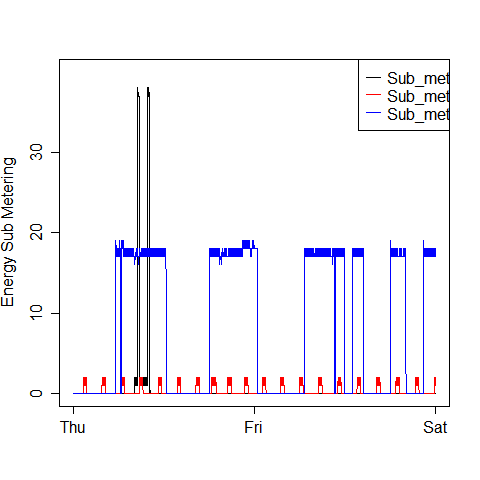 Sub_met
Sub_met
Sub_met
Energy Sub Metering
30
20
10
0
Thu Fri Sat